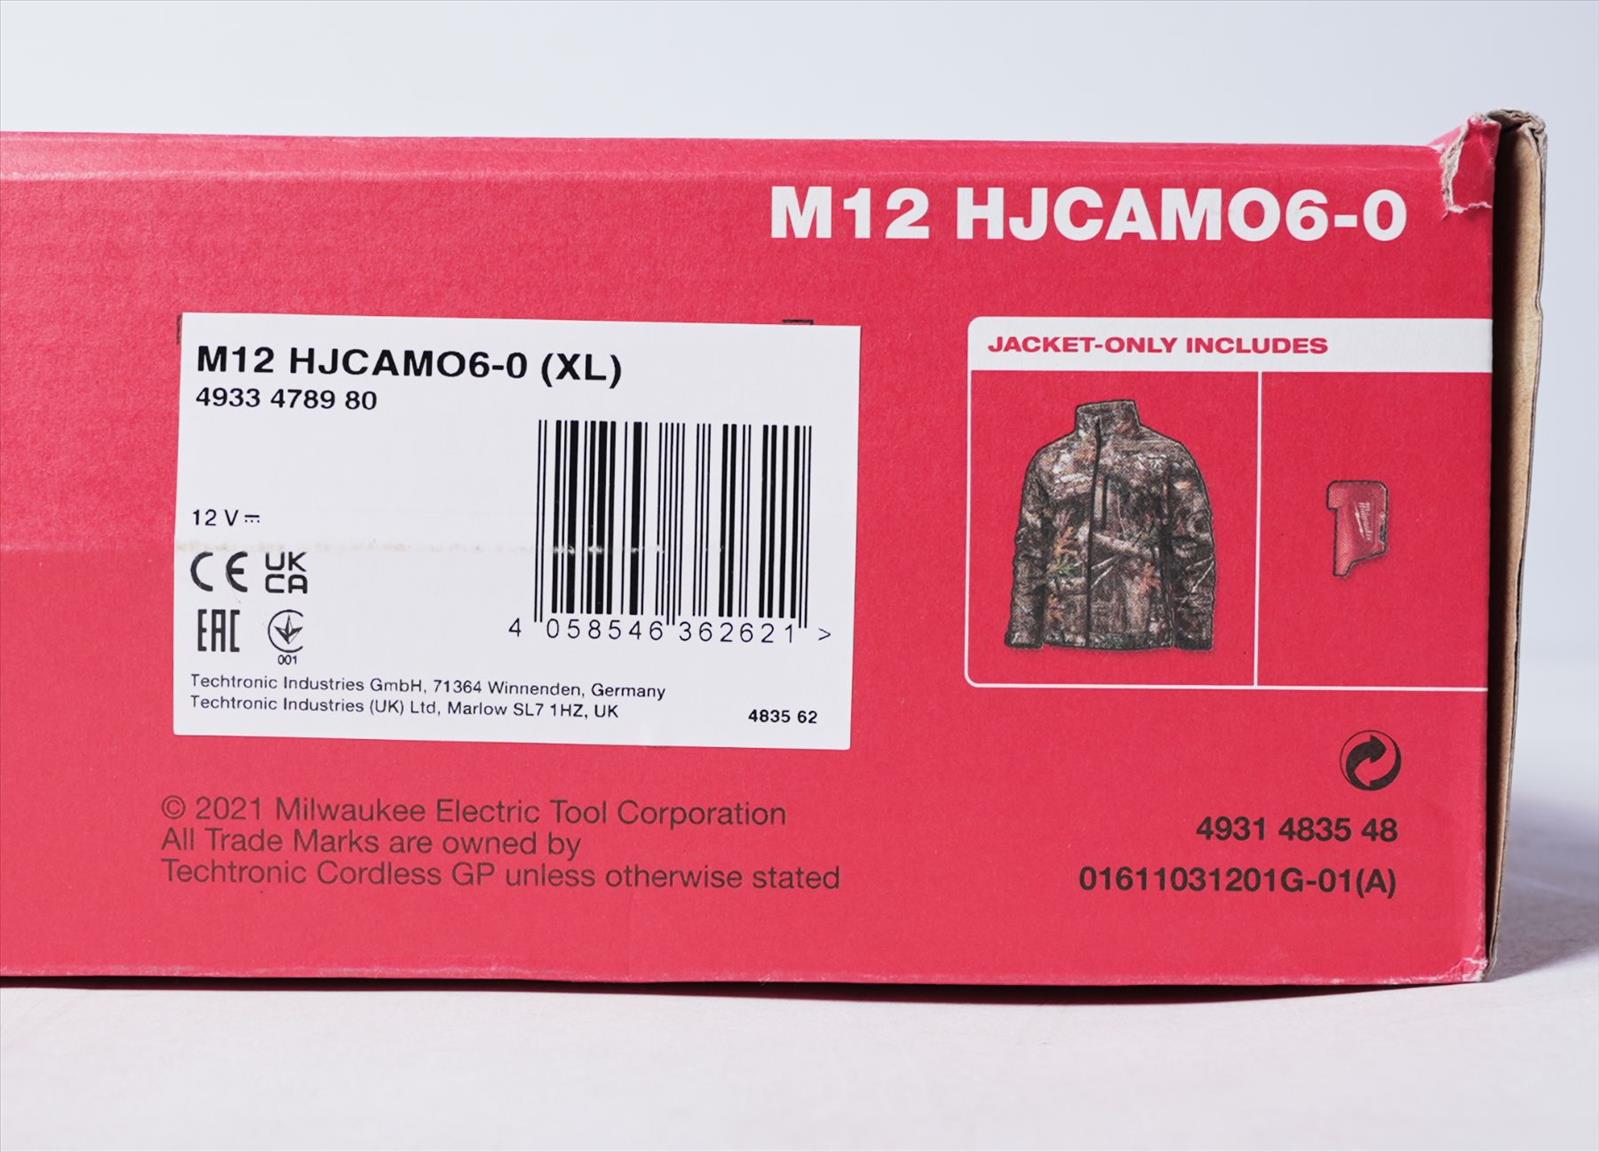 M12 HJCAMO6-0
M12 HJCAMO6-0 (XL)
4933 4789 80
12 V
CE
UK
CA
EAC
001
4 058546 362621 >
Techtronic Industries GmbH, 71364 Winnenden, Germany
Techtronic Industries (UK) Ltd, Marlow SL7 1HZ, UK
4835 62
JACKET-ONLY INCLUDES
Milwaukee
© 2021 Milwaukee Electric Tool Corporation
All Trade Marks are owned by
Techtronic Cordless GP unless otherwise stated
4931 4835 48
01611031201G-01(A)